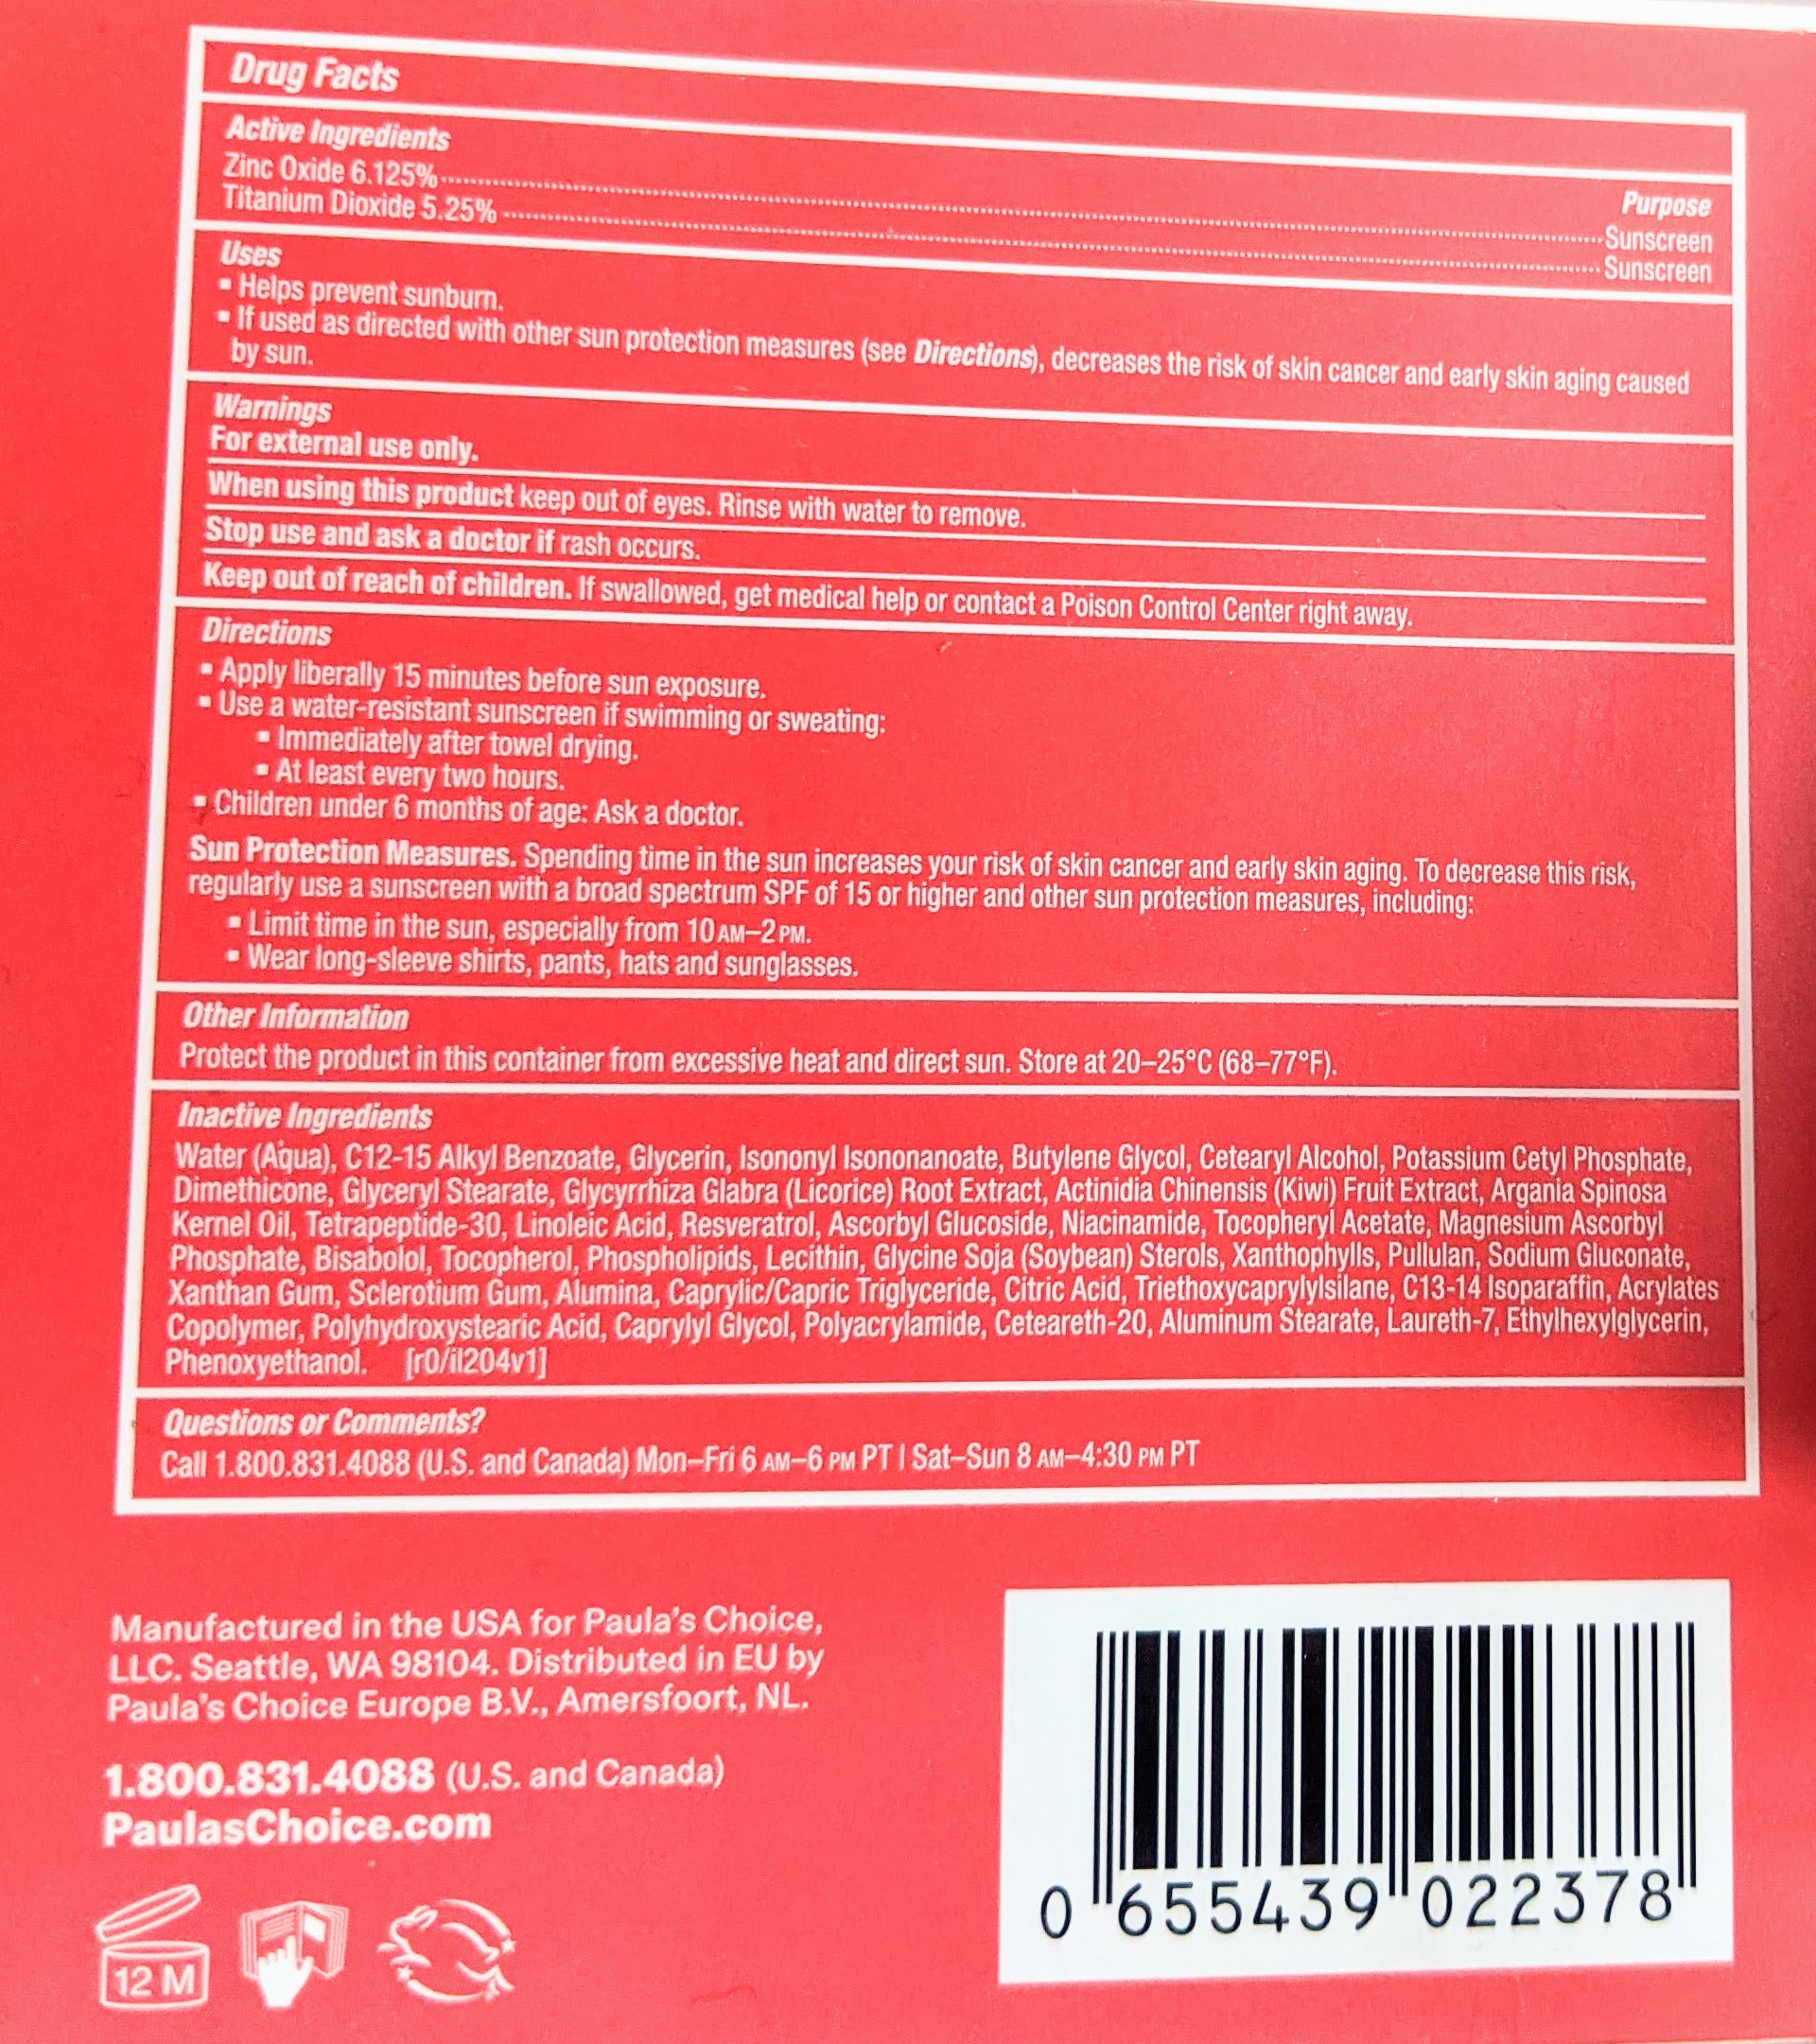 Drug Facts
Active Ingredients
Purpose
Zinc Oxide 6.125% Sunscreen
Titanium Dioxide 5.25% Sunscreen
Uses
▪ Helps prevent sunburn.
▪ If used as directed with other sun protection measures (see Directions), decreases the risk of skin cancer and early skin aging caused
by sun.
Warnings
For external use only.
When using this product keep out of eyes. Rinse with water to remove.
Stop use and ask a doctor if rash occurs.
Keep out of reach of children. If swallowed, get medical help or contact a Poison Control Center right away.
Directions
▪ Apply liberally 15 minutes before sun exposure.
▪ Use a water-resistant sunscreen if swimming or sweating:
▪ Immediately after towel drying.
▪ At least every two hours.
▪ Children under 6 months of age: Ask a doctor.
Sun Protection Measures. Spending time in the sun increases your risk of skin cancer and early skin aging. To decrease this risk,
regularly use a sunscreen with a broad spectrum SPF of 15 or higher and other sun protection measures, including:
▪ Limit time in the sun, especially from 10 AM–2 PM.
▪ Wear long-sleeve shirts, pants, hats and sunglasses.
Other Information
Protect the product in this container from excessive heat and direct sun. Store at 20–25°C (68–77°F).
Inactive Ingredients
Water (Aqua), C12-15 Alkyl Benzoate, Glycerin, Isononyl Isononanoate, Butylene Glycol, Cetearyl Alcohol, Potassium Cetyl Phosphate,
Dimethicone, Glyceryl Stearate, Glycyrrhiza Glabra (Licorice) Root Extract, Actinidia Chinensis (Kiwi) Fruit Extract, Argania Spinosa
Kernel Oil, Tetrapeptide-30, Linoleic Acid, Resveratrol, Ascorbyl Glucoside, Niacinamide, Tocopheryl Acetate, Magnesium Ascorbyl
Phosphate, Bisabolol, Tocopherol, Phospholipids, Lecithin, Glycine Soja (Soybean) Sterols, Xanthophylls, Pullulan, Sodium Gluconate,
Xanthan Gum, Sclerotium Gum, Alumina, Caprylic/Capric Triglyceride, Citric Acid, Triethoxycaprylylsilane, C13-14 Isoparaffin, Acrylates
Copolymer, Polyhydroxystearic Acid, Caprylyl Glycol, Polyacrylamide, Ceteareth-20, Aluminum Stearate, Laureth-7, Ethylhexylglycerin,
Phenoxyethanol. [r0/il204v1]
Questions or Comments?
Call 1.800.831.4088 (U.S. and Canada) Mon–Fri 6 AM–6 PM PT | Sat–Sun 8 AM–4:30 PM PT
Manufactured in the USA for Paula's Choice,
LLC. Seattle, WA 98104. Distributed in EU by
Paula's Choice Europe B.V., Amersfoort, NL.
1.800.831.4088 (U.S. and Canada)
PaulasChoice.com
12 M
0 655439 022378